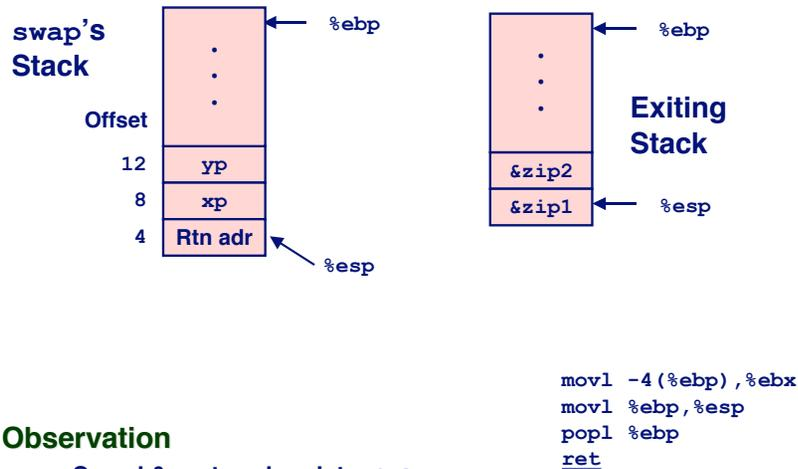 swap's
Stack
%ebp
.
.
.
Offset
12 yp
8 xp
4 Rtn adr
%esp
%ebp
.
.
.
Exiting
Stack
&zip2
&zip1
%esp
movl -4(%ebp),%ebx
movl %ebp,%esp
popl %ebp
ret
Observation